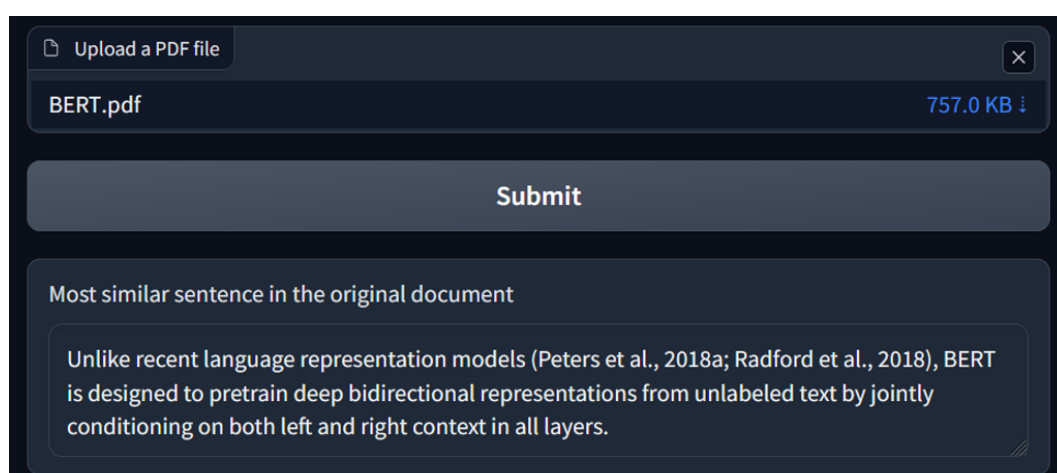 Upload a PDF file
BERT.pdf
757.0 KB ↓
Submit
Most similar sentence in the original document
Unlike recent language representation models (Peters et al., 2018a; Radford et al., 2018), BERT
is designed to pretrain deep bidirectional representations from unlabeled text by jointly
conditioning on both left and right context in all layers.